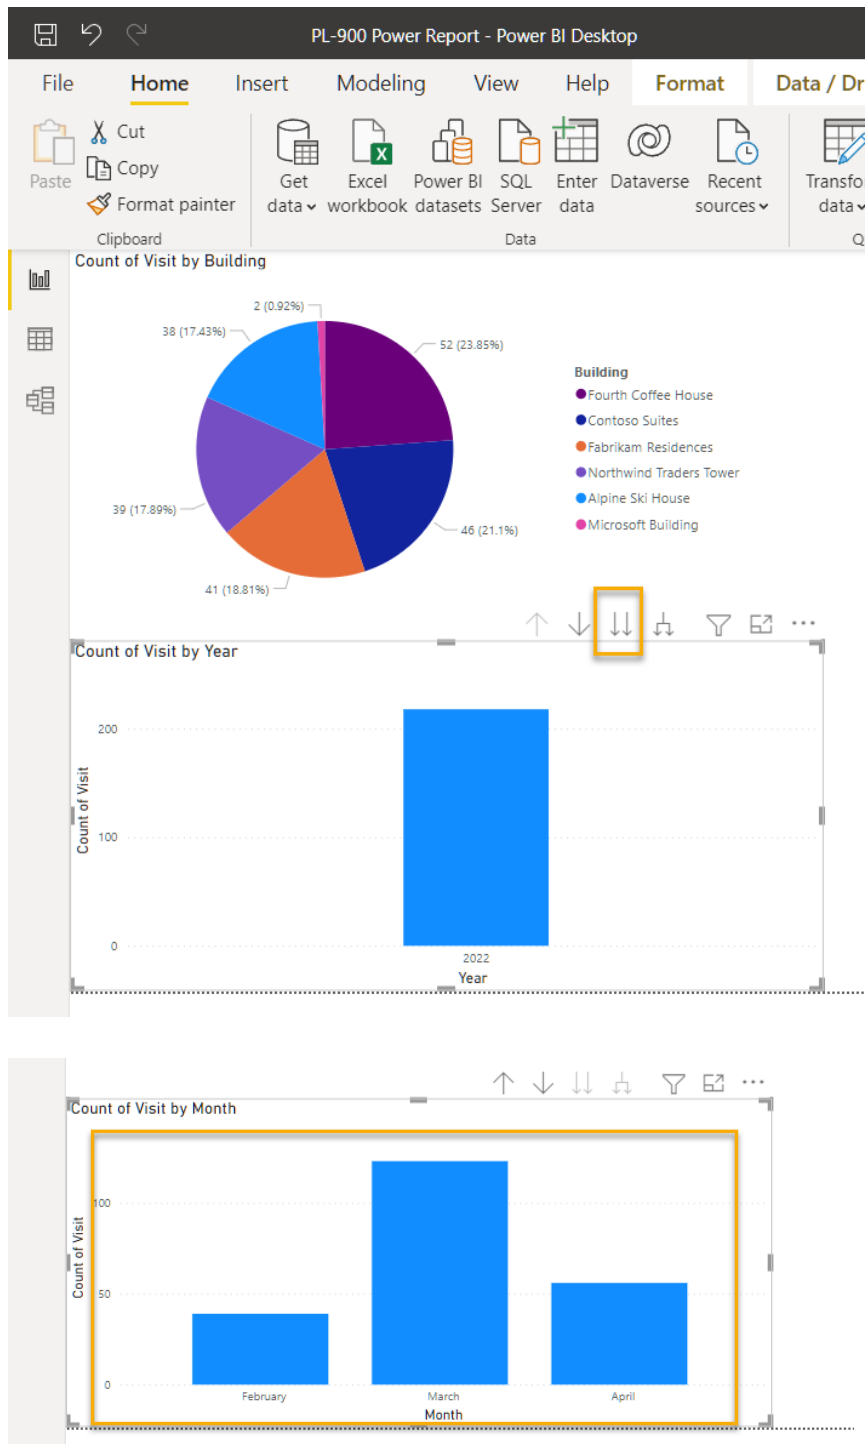 PL-900 Power Report - Power BI Desktop
File Home Insert Modeling View Help Format Data / Dr
Paste
Cut
Copy
Format painter
Clipboard
Get data
Excel workbook
Power BI datasets
SQL Server
Enter data
Dataverse
Recent sources
Data
Transfo
data
Q
Count of Visit by Building
2 (0.92%)
38 (17.43%)
52 (23.85%)
39 (17.89%)
46 (21.1%)
41 (18.81%)
Building
Fourth Coffee House
Contoso Suites
Fabrikam Residences
Northwind Traders Tower
Alpine Ski House
Microsoft Building
Count of Visit by Year
Count of Visit
200
100
0
2022
Year
Count of Visit by Month
Count of Visit
100
50
0
February March April
Month